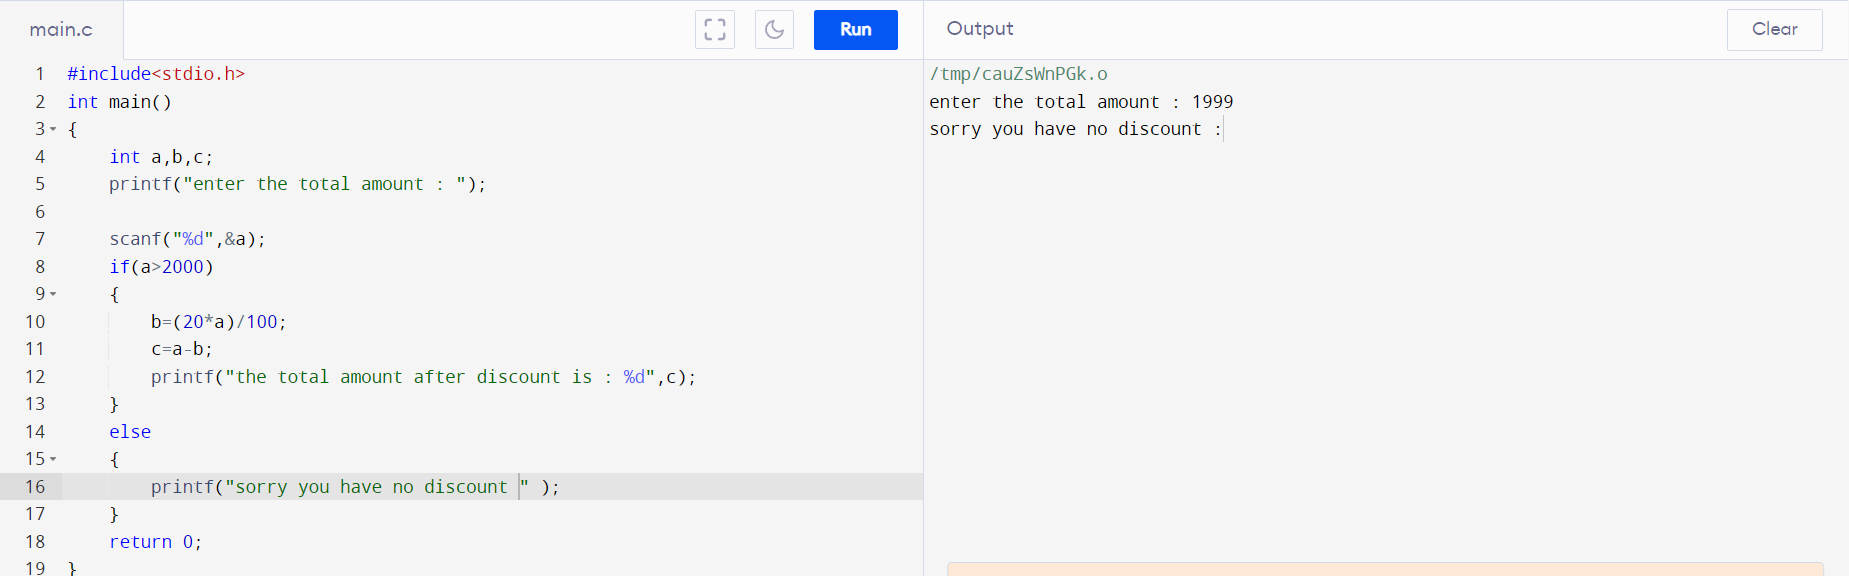 main.c
Run
Output
Clear
1 #include<stdio.h>
2 int main()
3 {
4     int a,b,c;
5     printf("enter the total amount : ");
6
7     scanf("%d",&a);
8     if(a>2000)
9     {
10         b=(20*a)/100;
11         c=a-b;
12         printf("the total amount after discount is : %d",c);
13     }
14     else
15     {
16         printf("sorry you have no discount " );
17     }
18     return 0;
19 }
/tmp/cauZsWnPGk.o
enter the total amount : 1999
sorry you have no discount :